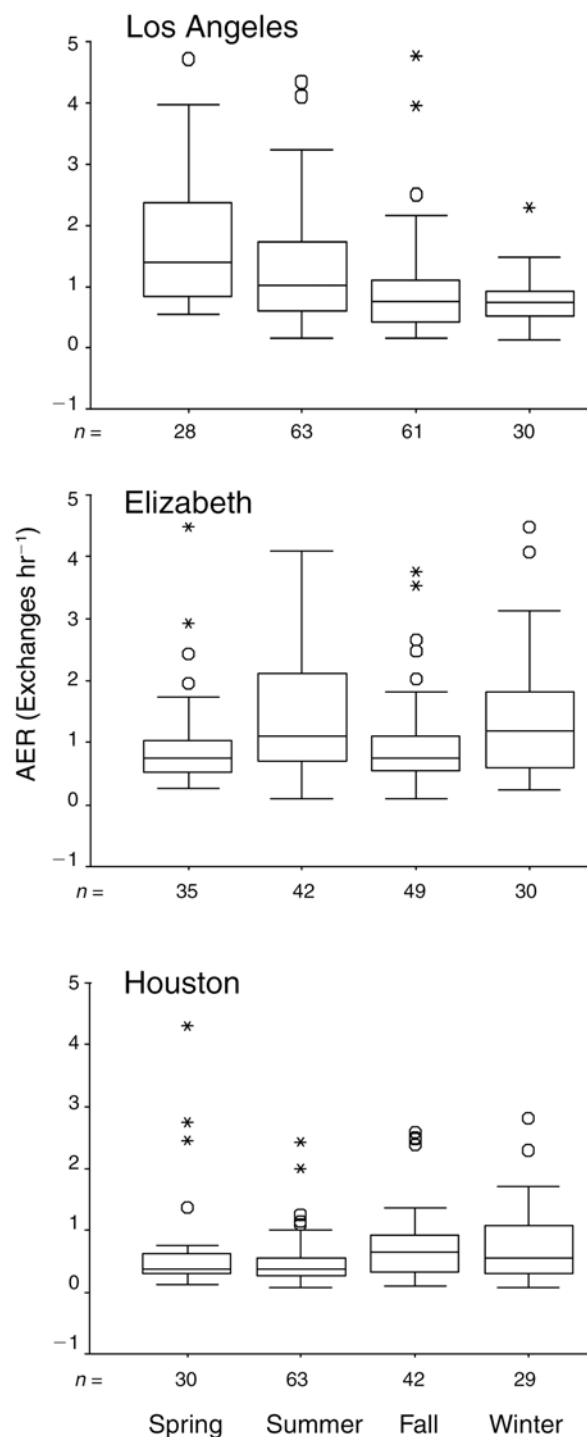 Los Angeles
5
4
3
2
1
0
−1
n = 28 63 61 30
Elizabeth
AER (Exchanges hr−1)
5
4
3
2
1
0
−1
n = 35 42 49 30
Houston
5
4
3
2
1
0
−1
n = 30 63 42 29
Spring Summer Fall Winter